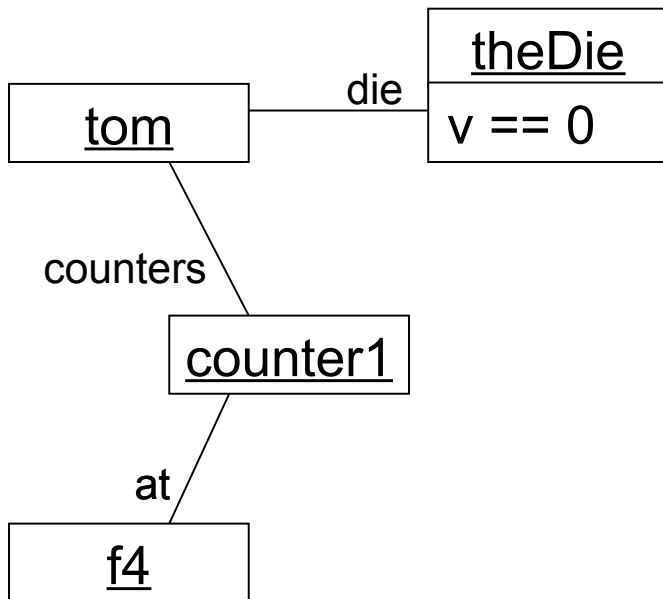 theDie
die
tom
v == 0
counters
counter1
at
f4